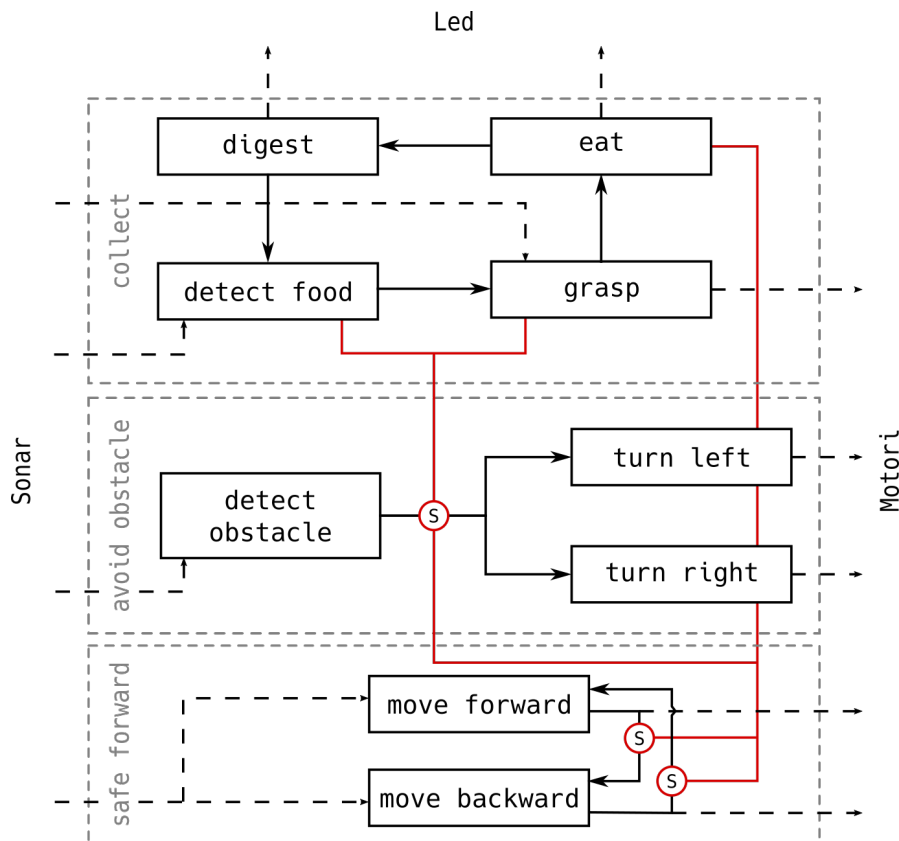 Led
digest
eat
collect
detect food
grasp
Sonar
avoid obstacle
detect
obstacle
S
turn left
turn right
Motori
safe forward
move forward
S
S
move backward